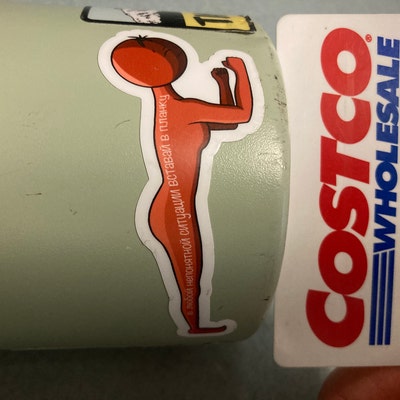 в любой непонятной ситуации вставай в планку
COSTCO
WHOLESALE